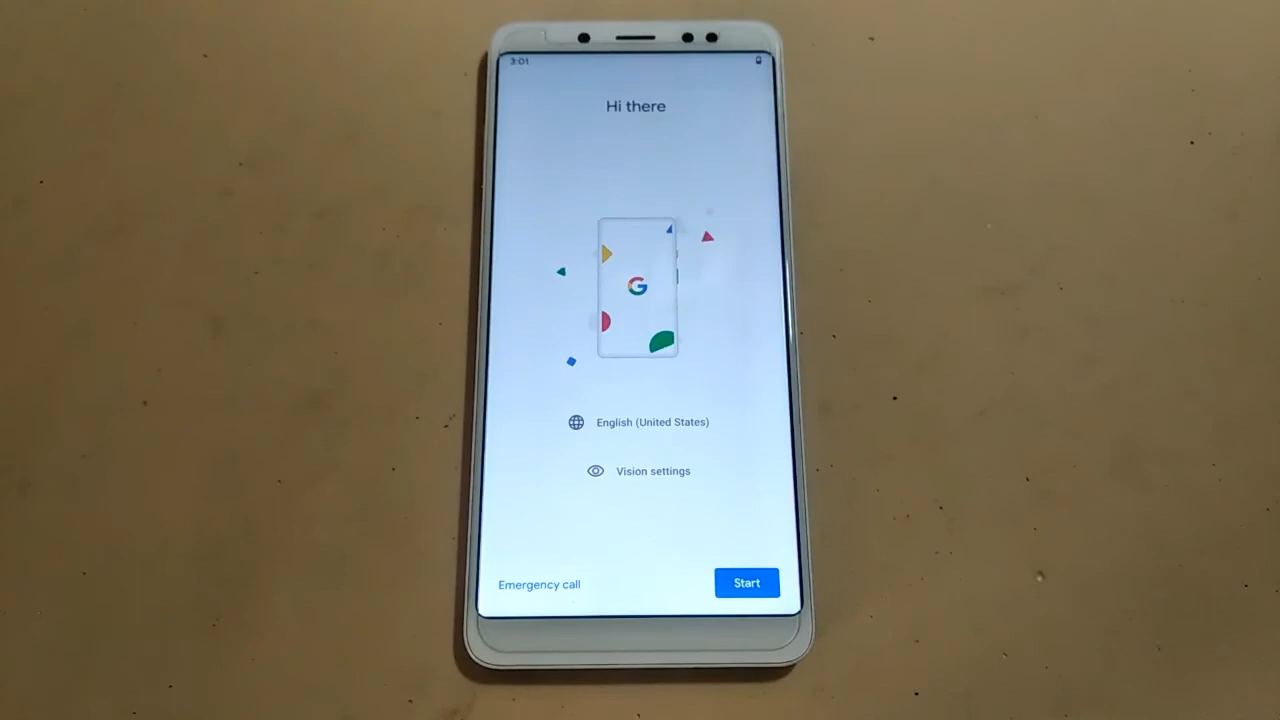 3:01
Hi there
G
English (United States)
Vision settings
Emergency call
Start